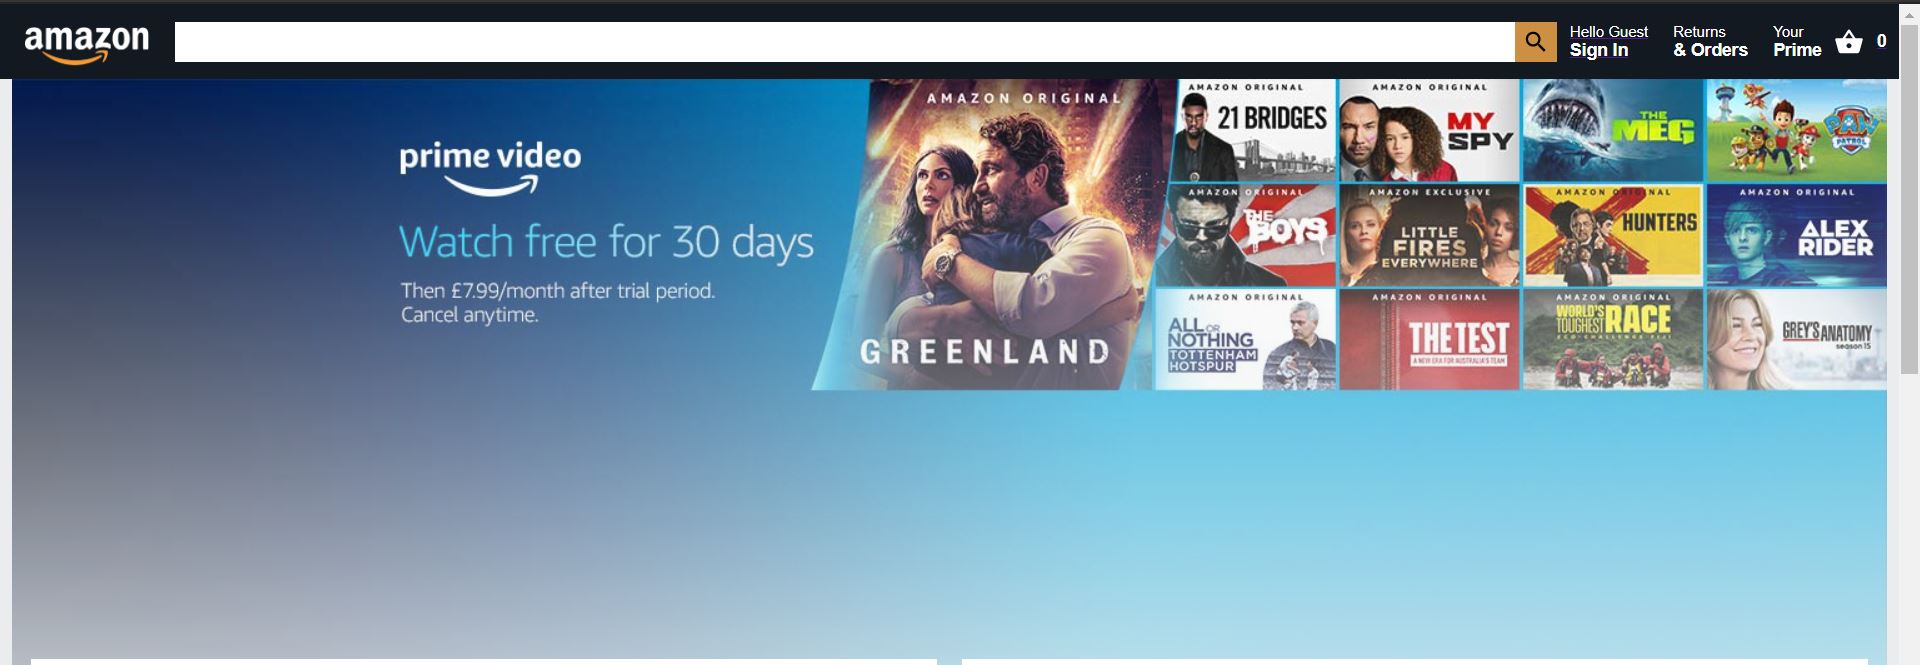 amazon
Hello Guest
Sign In
Returns
& Orders
Your
Prime
0
prime video
Watch free for 30 days
Then £7.99/month after trial period.
Cancel anytime.
AMAZON ORIGINAL
GREENLAND
AMAZON ORIGINAL
21 BRIDGES
AMAZON ORIGINAL
MY
SPY
THE
MEG
PAW
PATROL
AMAZON ORIGINAL
THE
BOYS
AMAZON EXCLUSIVE
LITTLE
FIRES
EVERYWHERE
AMAZON ORIGINAL
HUNTERS
AMAZON ORIGINAL
ALEX
RIDER
AMAZON ORIGINAL
ALL OR
NOTHING
TOTTENHAM
HOTSPUR
AMAZON ORIGINAL
THE TEST
A NEW ERA FOR AUSTRALIA'S TEAM
AMAZON ORIGINAL
WORLD'S
TOUGHEST RACE
ECO-CHALLENGE FIJI
GREY'S ANATOMY
season 15